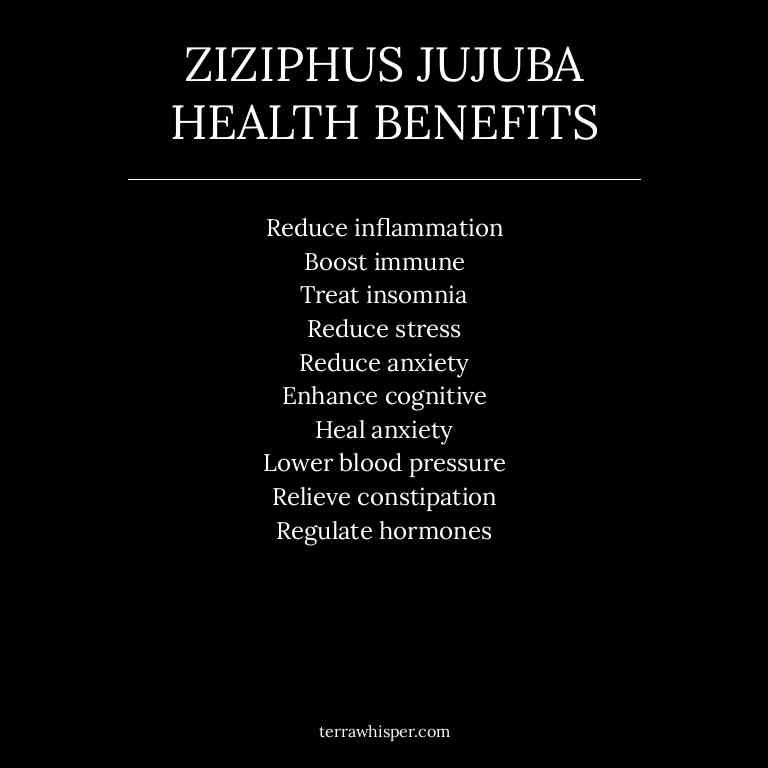 ZIZIPHUS JUJUBA
HEALTH BENEFITS
Reduce inflammation
Boost immune
Treat insomnia
Reduce stress
Reduce anxiety
Enhance cognitive
Heal anxiety
Lower blood pressure
Relieve constipation
Regulate hormones
terrawhisper.com